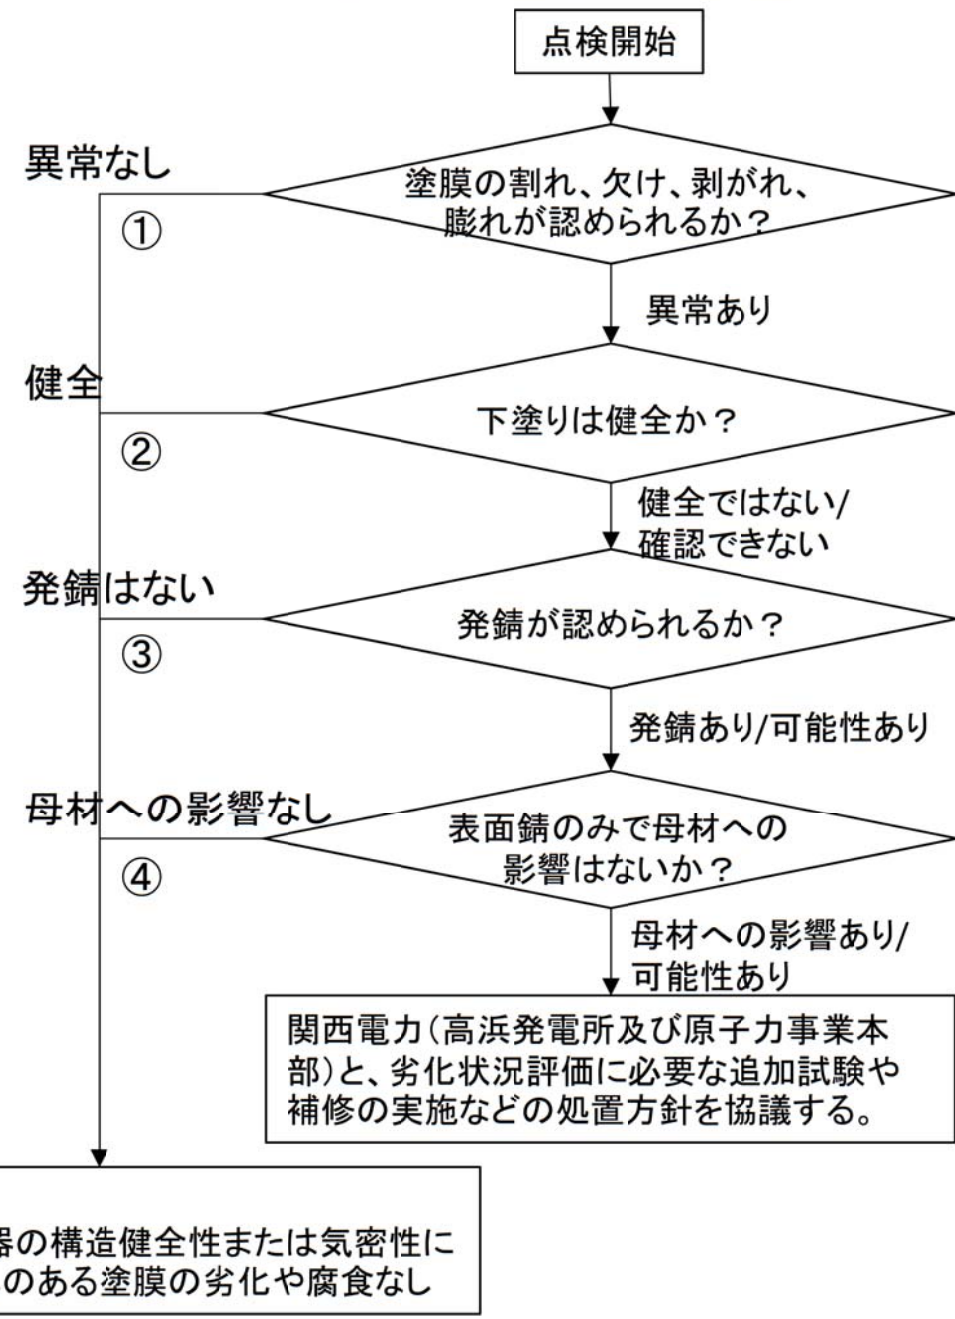 点検開始
異常なし
塗膜の割れ、欠け、剥がれ、
膨れが認められるか？
①
異常あり
健全
下塗りは健全か？
②
健全ではない/
確認できない
発錆はない
発錆が認められるか？
③
発錆あり/可能性あり
母材への影響なし
表面錆のみで母材への
影響はないか？
④
母材への影響あり/
可能性あり
関西電力（高浜発電所及び原子力事業本
部）と、劣化状況評価に必要な追加試験や
補修の実施などの処置方針を協議する。
器の構造健全性または気密性に
のある塗膜の劣化や腐食なし